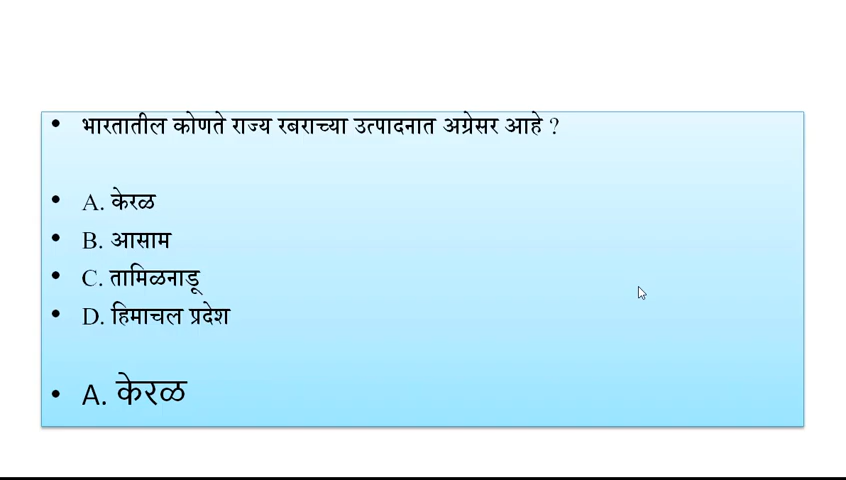 • भारतातील कोणते राज्य रबराच्या उत्पादनात अग्रेसर आहे ?
• A. केरळ
• B. आसाम
• C. तामिळनाडू
• D. हिमाचल प्रदेश
• A. केरळ